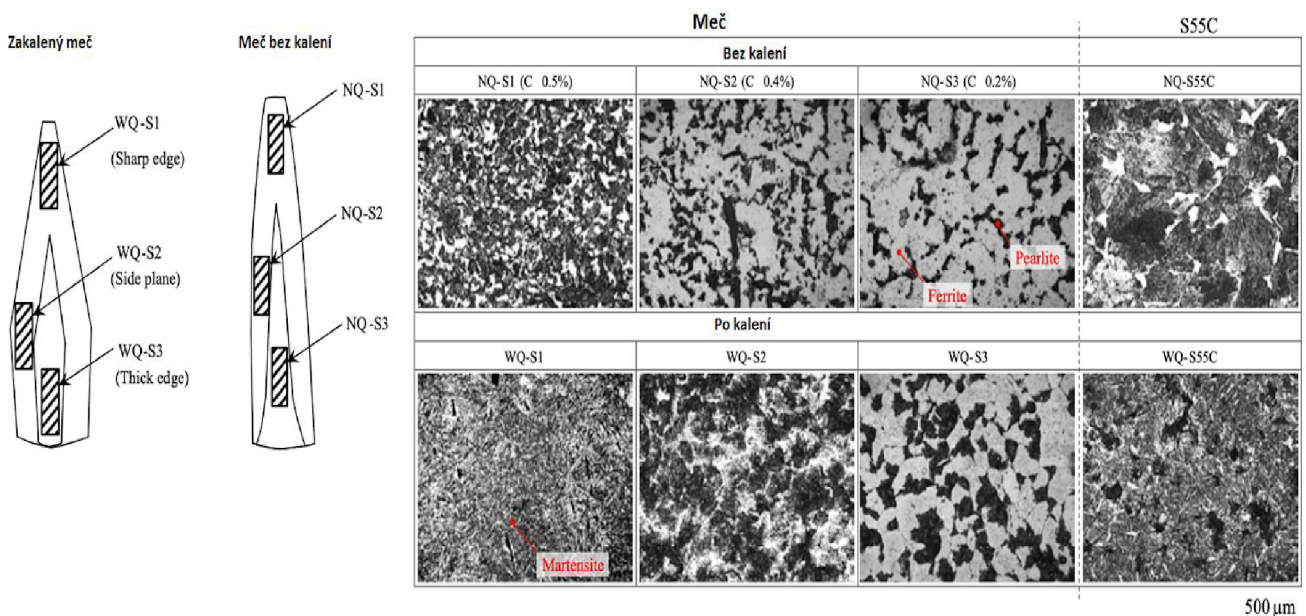 Zakalený meč
WQ-S1
(Sharp edge)
WQ-S2
(Side plane)
WQ-S3
(Thick edge)
Meč bez kalení
NQ-S1
NQ-S2
NQ-S3
Meč
S55C
Bez kalení
NQ-S1 (C 0.5%)
NQ-S2 (C 0.4%)
NQ-S3 (C 0.2%)
NQ-S55C
Pearlite
Ferrite
Po kalení
WQ-S1
WQ-S2
WQ-S3
WQ-S55C
Martensite
500 μm